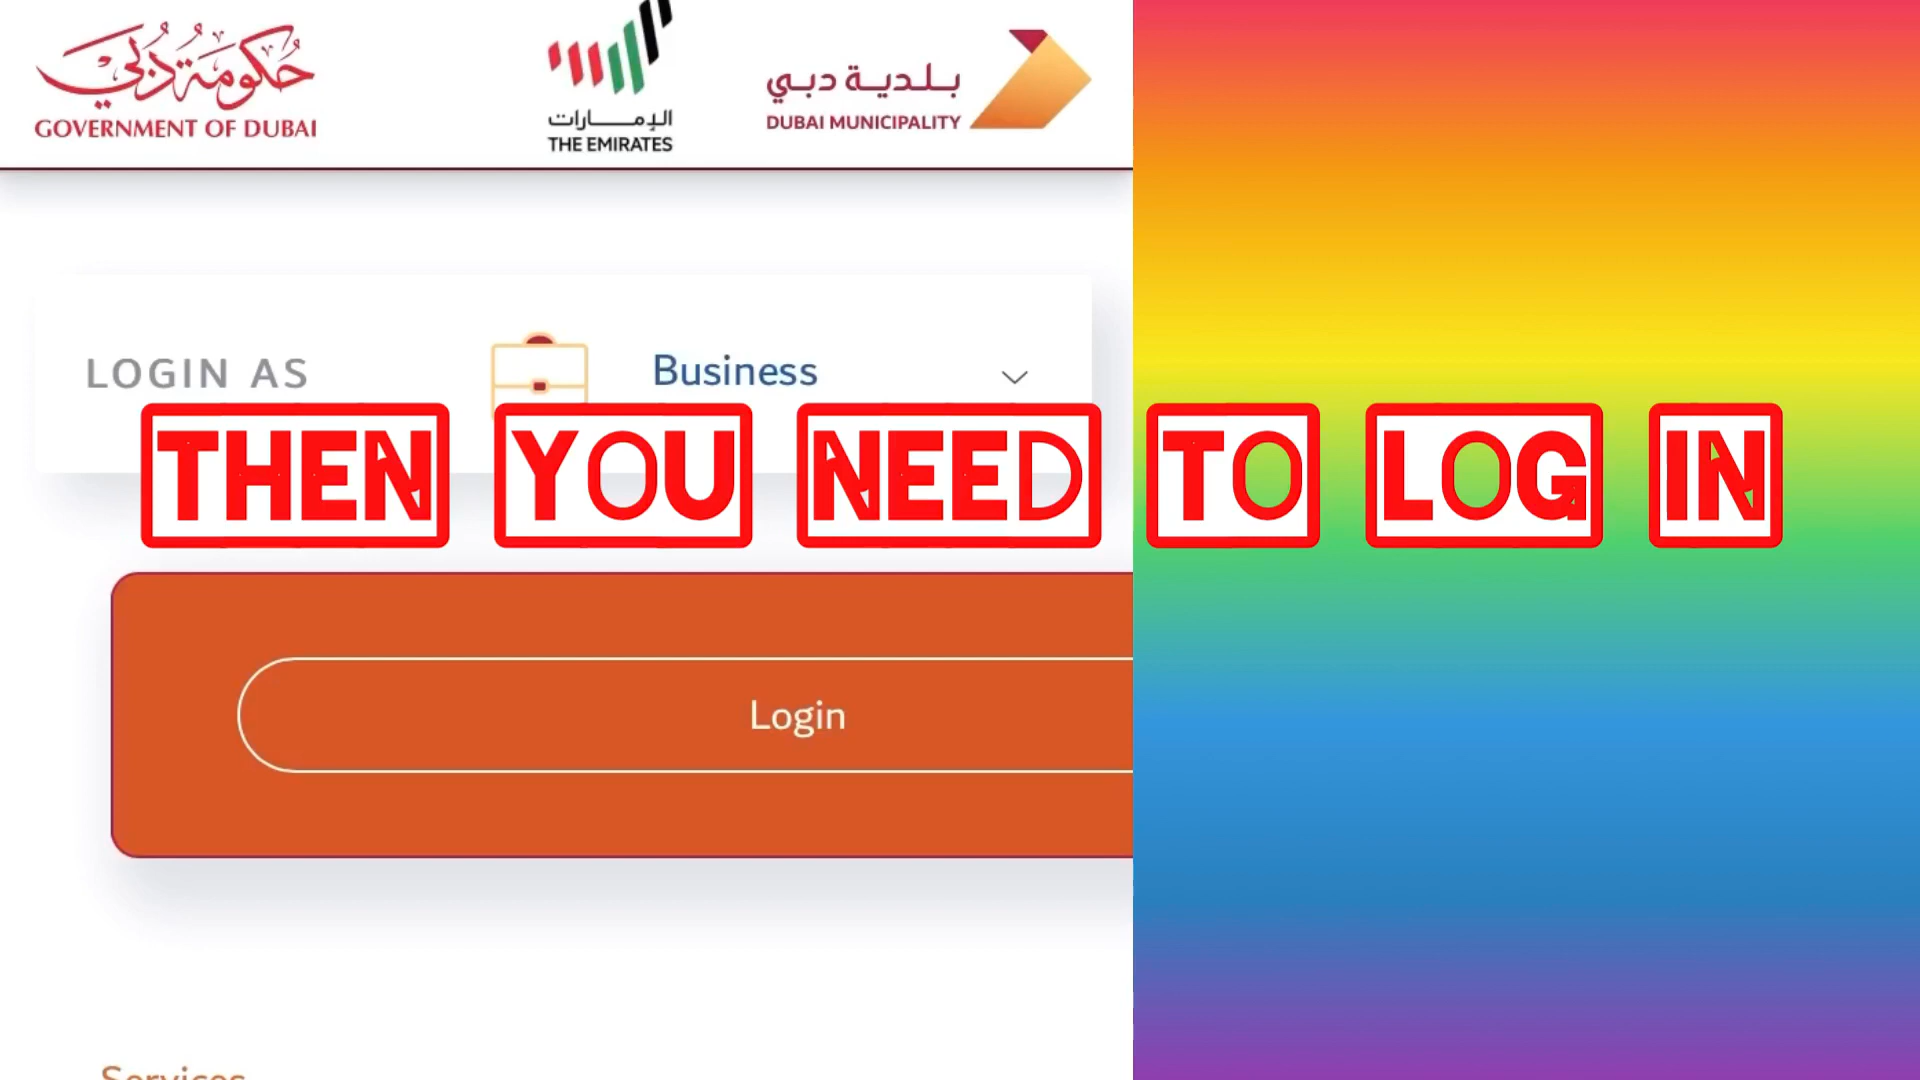 حكومة دبي
GOVERNMENT OF DUBAI
الإمارات
THE EMIRATES
بلدية دبي
DUBAI MUNICIPALITY
LOGIN AS
Business
THEN YOU NEED TO LOG IN
Login
Services